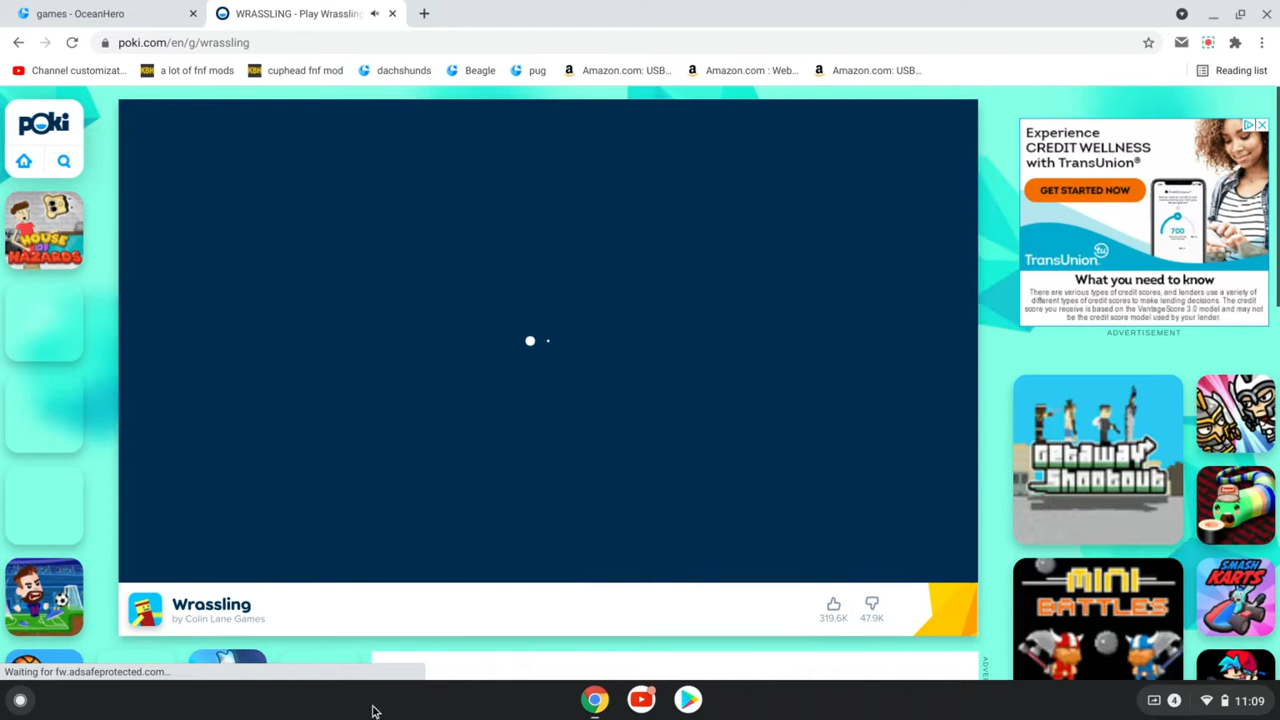 games - OceanHero
WRASSLING - Play Wrassling
poki.com/en/g/wrassling
Channel customizat...
KBH
a lot of fnf mods
KBH
cuphead fnf mod
dachshunds
Beagle
pug
Amazon.com: USB...
Amazon.com : Web...
Amazon.com: USB...
Reading list
poki
HOUSE
OF
HAZARDS
Experience
CREDIT WELLNESS
with TransUnion®
GET STARTED NOW
700
TransUnion
tu
What you need to know
There are various types of credit scores, and lenders use a variety of
different types of credit scores to make lending decisions. The credit
score you receive is based on the VantageScore 3.0 model and may not
be the credit score model used by your lender.
ADVERTISEMENT
Getaway
Shootout
MINI
BATTLES
SMASH
KARTS
Wrassling
by Colin Lane Games
319.6K
47.9K
Waiting for fw.adsafeprotected.com...
4
11:09